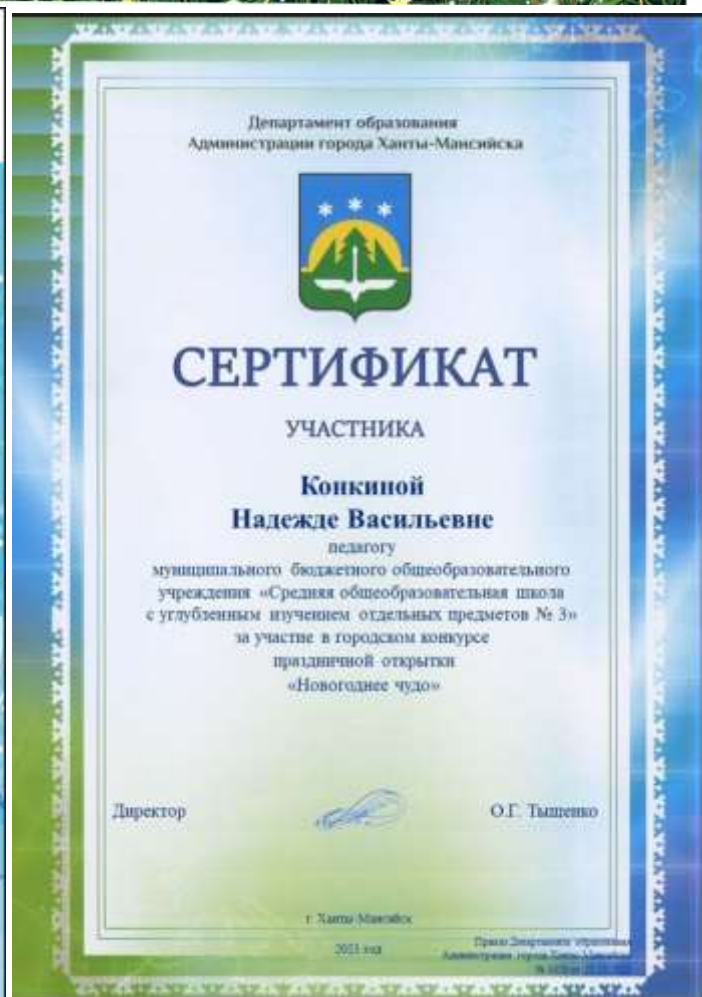 Департамент образования
Администрации города Ханты-Мансийска
СЕРТИФИКАТ
УЧАСТНИКА
Конкиной
Надежде Васильевне
педагогу
муниципального бюджетного общеобразовательного
учреждения «Средняя общеобразовательная школа
с углубленным изучением отдельных предметов № 3»
за участие в городском конкурсе
праздничной открытки
«Новогоднее чудо»
Директор О.Г. Тышенко
г. Ханты-Мансийск
2023 год
Приказ Департамента образования
Администрации города Ханты-Мансийска